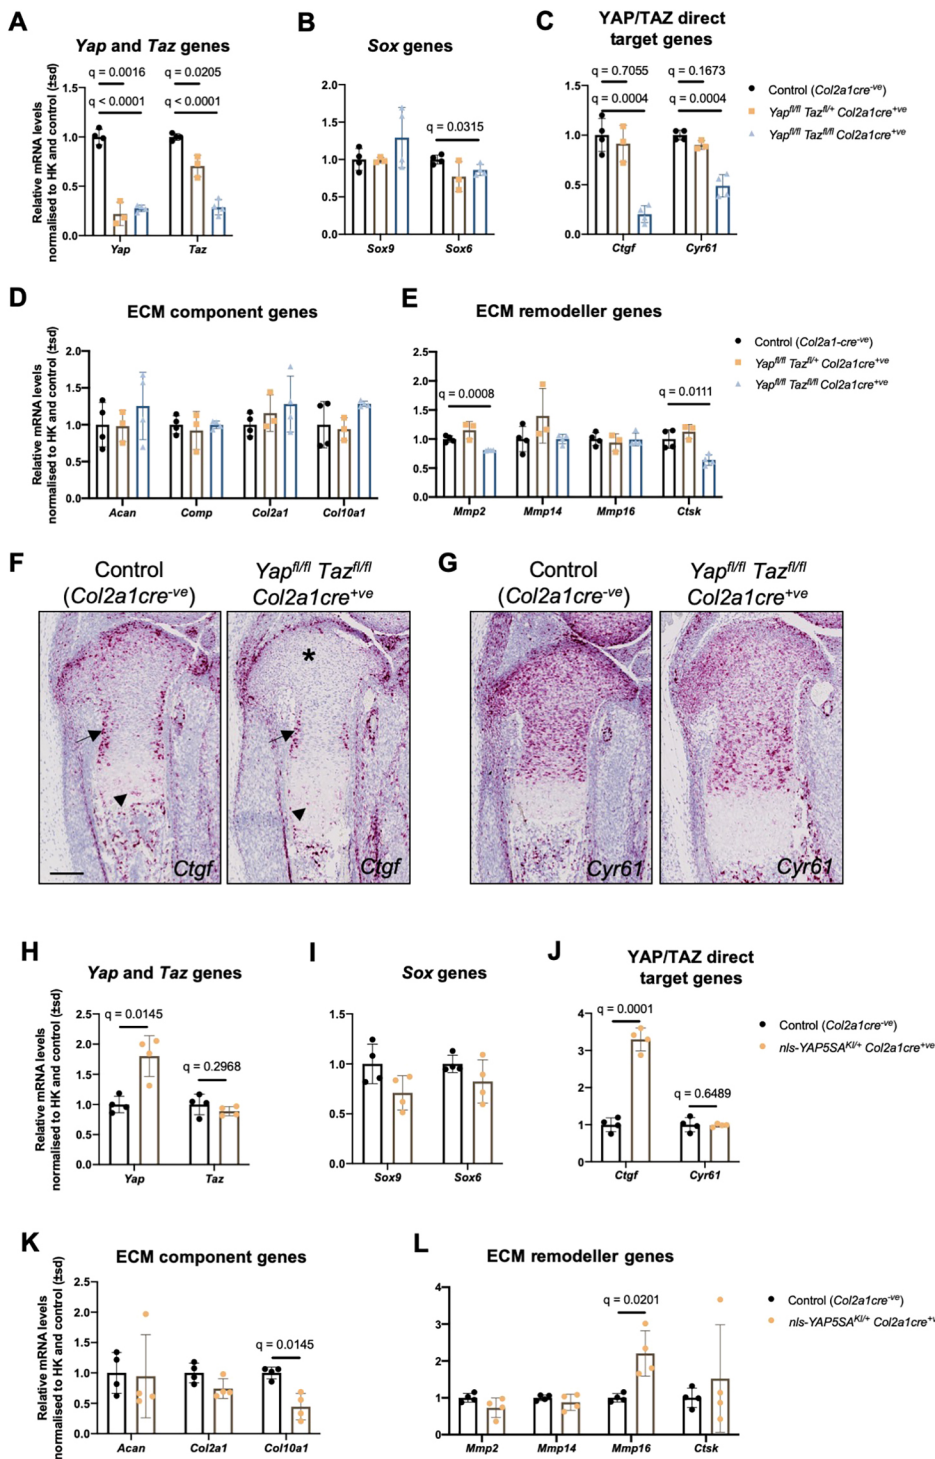 A
Yap and Taz genes
q = 0.0016
q = 0.0205
q < 0.0001
q < 0.0001
Relative mRNA levels
normalised to HK and control (±sd)
1.5
1.0
0.5
0.0
Yap
Taz
B
Sox genes
q = 0.0315
2.0
1.5
1.0
0.5
0.0
Sox9
Sox6
C
YAP/TAZ direct
target genes
q = 0.7055
q = 0.1673
q = 0.0004
q = 0.0004
1.5
1.0
0.5
0.0
Ctgf
Cyr61
Control (Col2a1cre-ve)
Yapfl/fl Tazfl/+ Col2a1cre+ve
Yapfl/fl Tazfl/fl Col2a1cre+ve
D
ECM component genes
Relative mRNA levels
normalised to HK and control (±sd)
2.0
1.5
1.0
0.5
0.0
Acan
Comp
Col2a1
Col10a1
E
ECM remodeller genes
q = 0.0008
q = 0.0111
2.5
2.0
1.5
1.0
0.5
0.0
Mmp2
Mmp14
Mmp16
Ctsk
Control (Col2a1-cre-ve)
Yapfl/fl Tazfl/+ Col2a1cre+ve
Yapfl/fl Tazfl/fl Col2a1cre+ve
F
Control
(Col2a1cre-ve)
Yapfl/fl Tazfl/fl
Col2a1cre+ve
*
Ctgf
Ctgf
G
Control
(Col2a1cre-ve)
Yapfl/fl Tazfl/fl
Col2a1cre+ve
Cyr61
Cyr61
H
Yap and Taz genes
q = 0.0145
q = 0.2968
Relative mRNA levels
normalised to HK and control (±sd)
2.5
2.0
1.5
1.0
0.5
0.0
Yap
Taz
I
Sox genes
1.5
1.0
0.5
0.0
Sox9
Sox6
J
YAP/TAZ direct
target genes
q = 0.0001
q = 0.6489
4
3
2
1
0
Ctgf
Cyr61
Control (Col2a1cre-ve)
nls-YAP5SAKI/+ Col2a1cre+ve
K
ECM component genes
q = 0.0145
Relative mRNA levels
normalised to HK and control (±sd)
2.5
2.0
1.5
1.0
0.5
0.0
Acan
Col2a1
Col10a1
L
ECM remodeller genes
q = 0.0201
4
3
2
1
0
Mmp2
Mmp14
Mmp16
Ctsk
Control (Col2a1cre-ve)
nls-YAP5SAKI/+ Col2a1cre+v